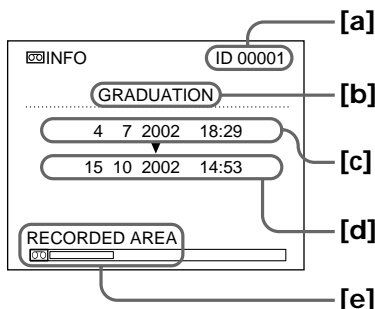 [a]
INFO ID 00001
GRADUATION [b]
4 7 2002 18:29
[c]
15 10 2002 14:53
[d]
RECORDED AREA
[e]